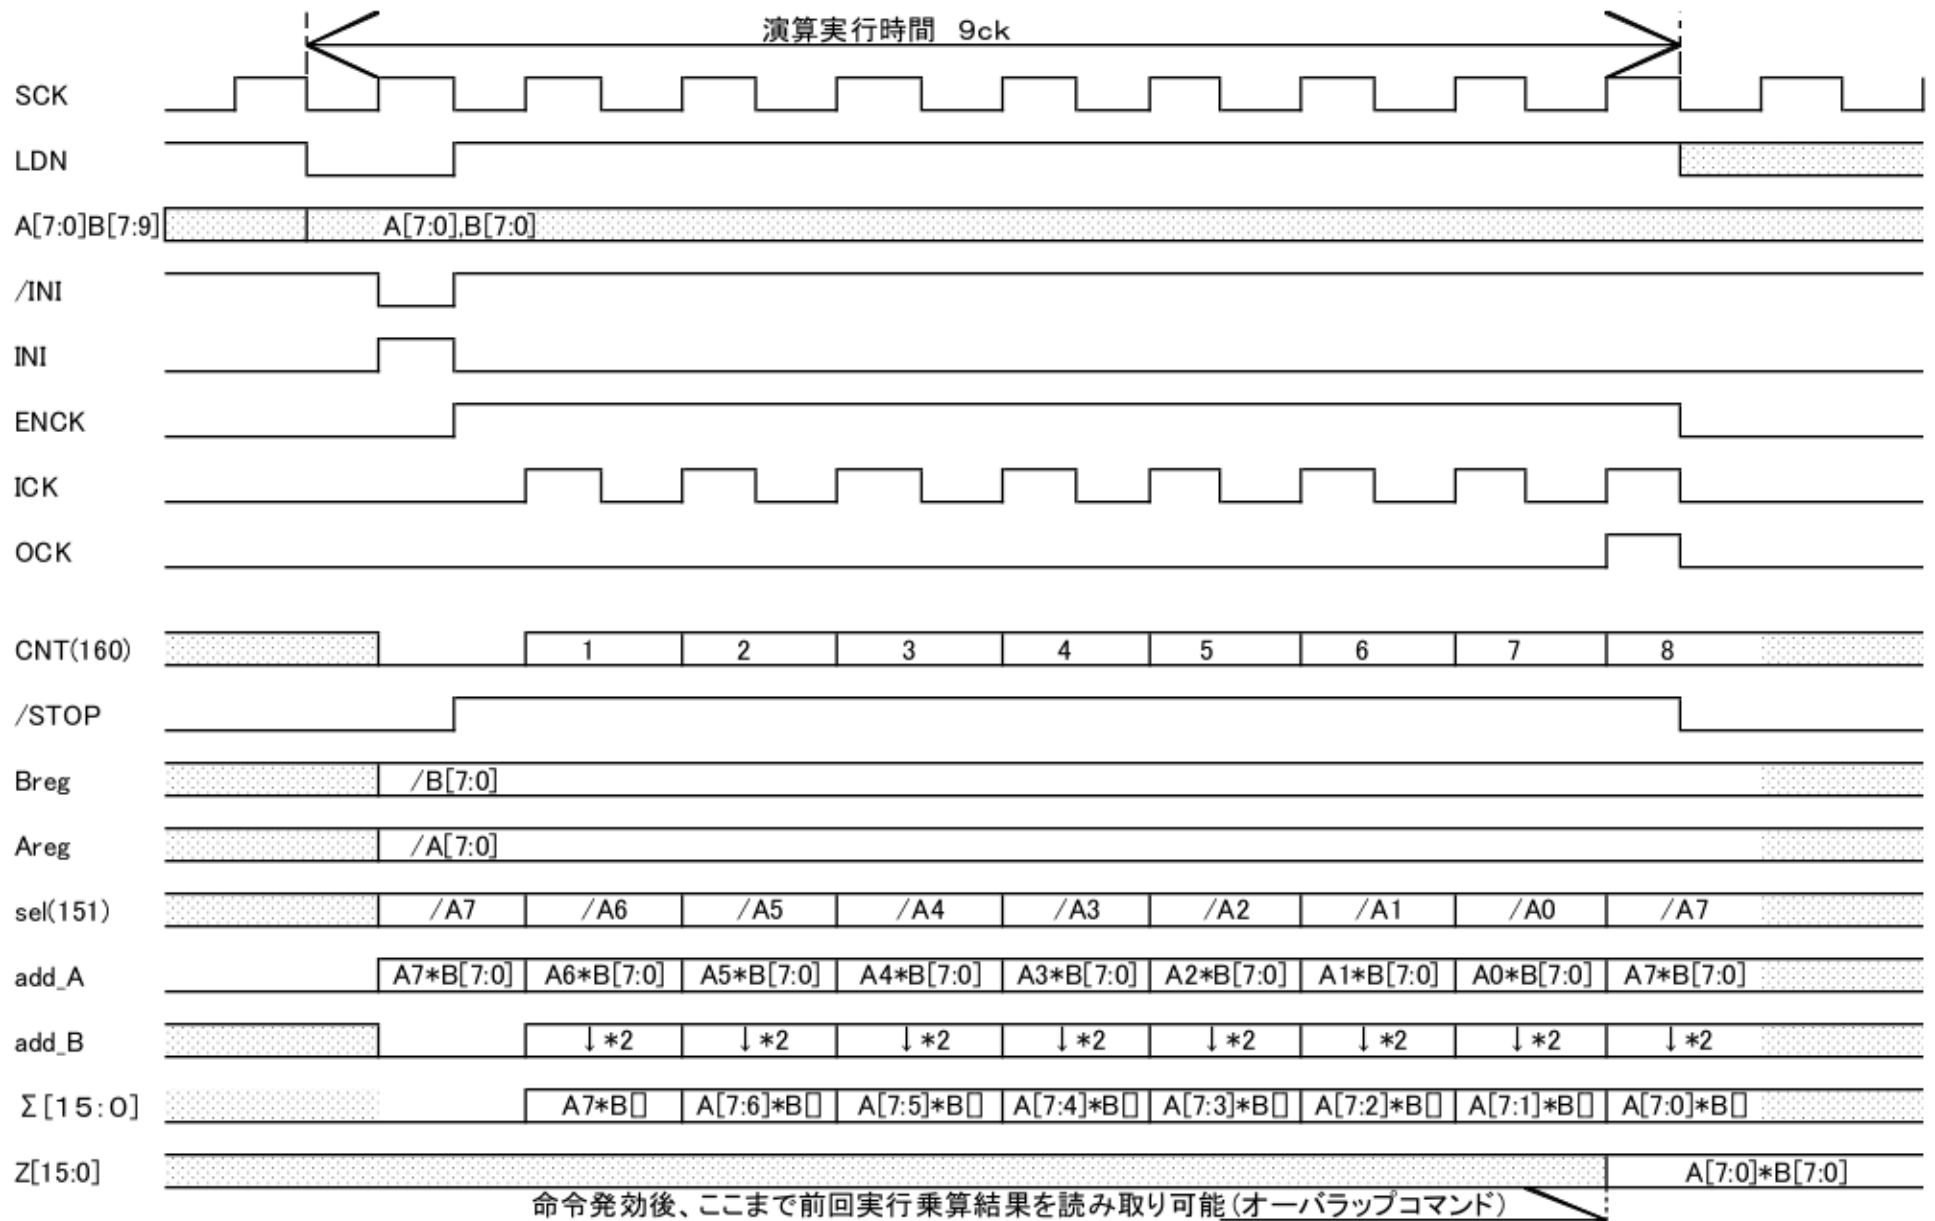 演算実行時間　9ck
SCK
LDN
A[7:0]B[7:9] A[7:0],B[7:0]
/INI
INI
ENCK
ICK
OCK
CNT(160) 1 2 3 4 5 6 7 8
/STOP
Breg /B[7:0]
Areg /A[7:0]
sel(151) /A7 /A6 /A5 /A4 /A3 /A2 /A1 /A0 /A7
add_A A7*B[7:0] A6*B[7:0] A5*B[7:0] A4*B[7:0] A3*B[7:0] A2*B[7:0] A1*B[7:0] A0*B[7:0] A7*B[7:0]
add_B ↓*2 ↓*2 ↓*2 ↓*2 ↓*2 ↓*2 ↓*2 ↓*2
Σ[15:0] A7*B[] A[7:6]*B[] A[7:5]*B[] A[7:4]*B[] A[7:3]*B[] A[7:2]*B[] A[7:1]*B[] A[7:0]*B[]
Z[15:0] A[7:0]*B[7:0]
命令発効後、ここまで前回実行乗算結果を読み取り可能(オーバラップコマンド)